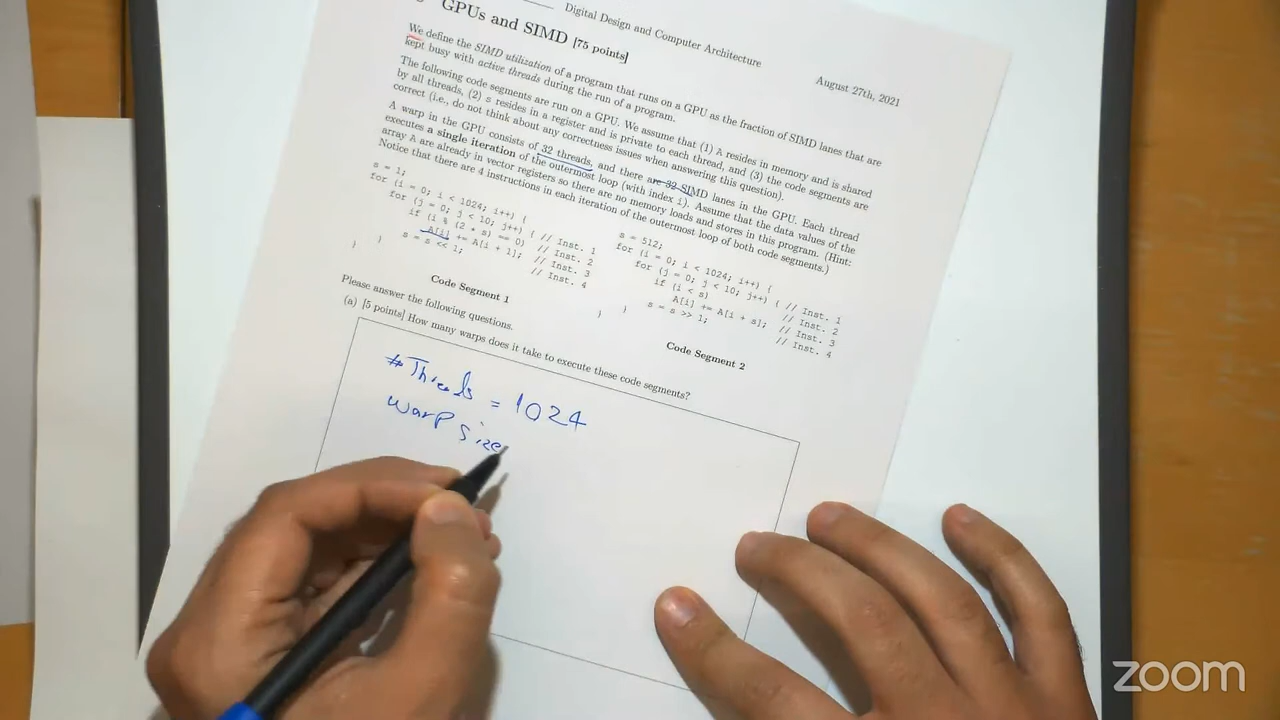 GPUs and SIMD [75 points]
Digital Design and Computer Architecture
August 27th, 2021
We define the SIMD utilization of a program that runs on a GPU as the fraction of SIMD lanes that are
kept busy with active threads during the run of a program.
The following code segments are run on a GPU. We assume that (1) A resides in memory and is shared
by all threads, (2) s resides in a register and is private to each thread, and (3) the code segments are
correct (i.e., do not think about any correctness issues when answering this question).
A warp in the GPU consists of 32 threads, and there are 32 SIMD lanes in the GPU. Each thread
executes a single iteration of the outermost loop (with index i). Assume that the data values of the
array A are already in vector registers so there are no memory loads and stores in this program. (Hint:
Notice that there are 4 instructions in each iteration of the outermost loop of both code segments.)
s = 1;
for (i = 0; i < 1024; i++) {
for (j = 0; j < 10; j++) { // Inst. 1
if (i % (2 * s) == 0) // Inst. 2
A[i] += A[i + 1]; // Inst. 3
s = s << 1; // Inst. 4
} }
Code Segment 1
s = 512;
for (i = 0; i < 1024; i++) {
for (j = 0; j < 10; j++) { // Inst. 1
if (i < s) // Inst. 2
A[i] += A[i + s]; // Inst. 3
s = s >> 1; // Inst. 4
} }
Code Segment 2
Please answer the following questions.
(a) [5 points] How many warps does it take to execute these code segments?
#Threads = 1024
Warp size
zoom